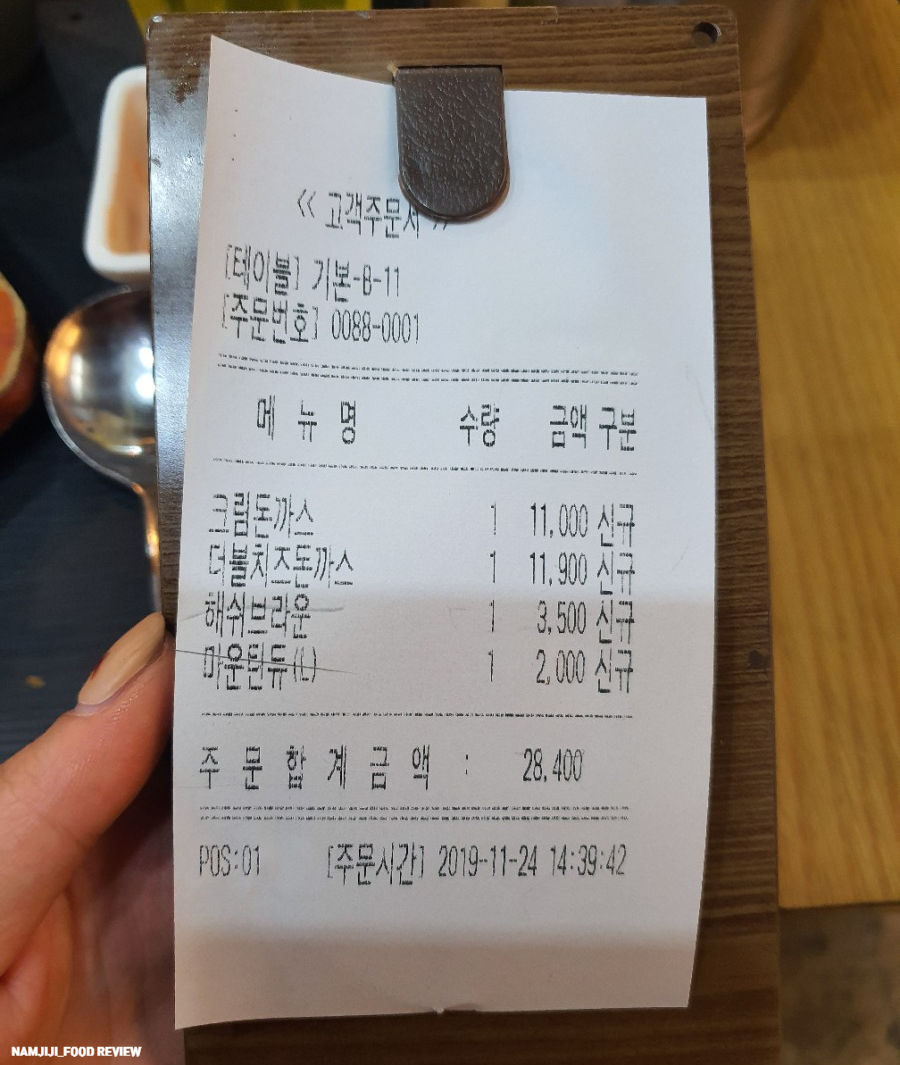 << 고객주문서 >>
[테이블] 기본-B-11
[주문번호] 0088-0001
메 뉴 명 수량 금액 구분
크림돈까스 1 11,000 신규
더블치즈돈까스 1 11,900 신규
해쉬브라운 1 3,500 신규
마운틴듀(L) 1 2,000 신규
주 문 합 계 금 액 : 28,400
POS:01 [주문시간] 2019-11-24 14:39:42
NAMJIJI_FOOD REVIEW